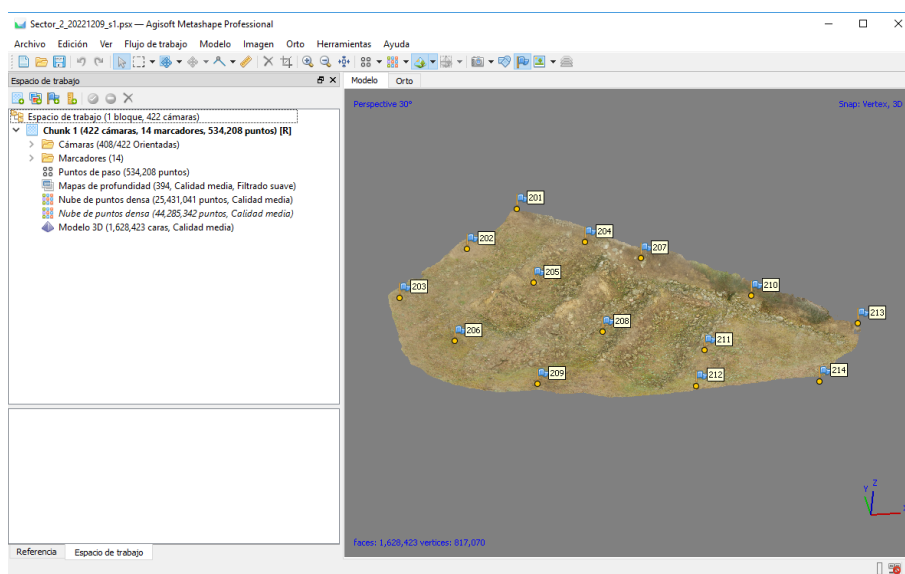 Sector_2_20221209_s1.psx — Agisoft Metashape Professional
Archivo Edición Ver Flujo de trabajo Modelo Imagen Orto Herramientas Ayuda
Espacio de trabajo
Modelo Orto
Perspective 30°
Snap: Vertex, 3D
Espacio de trabajo (1 bloque, 422 cámaras)
Chunk 1 (422 cámaras, 14 marcadores, 534,208 puntos) [R]
Cámaras (408/422 Orientadas)
Marcadores (14)
Puntos de paso (534,208 puntos)
Mapas de profundidad (394, Calidad media, Filtrado suave)
Nube de puntos densa (25,431,041 puntos, Calidad media)
Nube de puntos densa (44,285,342 puntos, Calidad media)
Modelo 3D (1,628,423 caras, Calidad media)
201
204
202
207
205
203
210
213
208
206
211
209
212
214
Y Z
X
faces: 1,628,423 vertices: 817,070
Referencia Espacio de trabajo